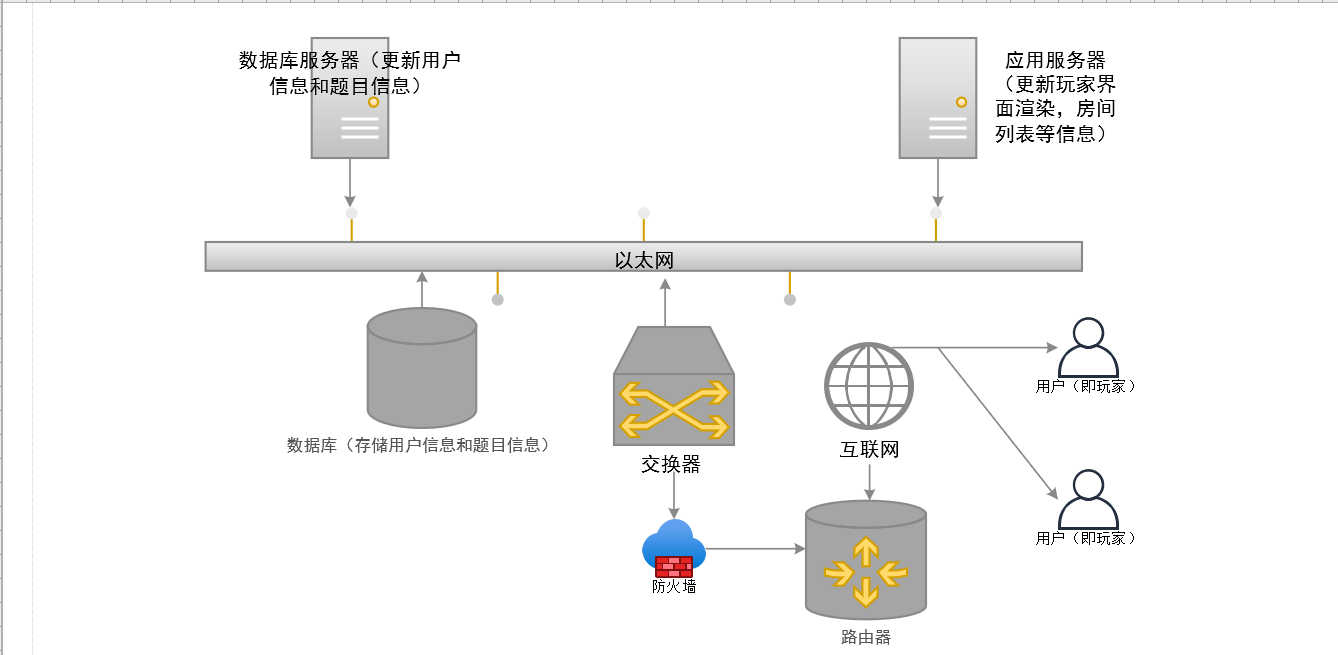 数据库服务器（更新用户
信息和题目信息）
应用服务器
（更新玩家界
面渲染，房间
列表等信息）
以太网
用户（即玩家）
数据库（存储用户信息和题目信息）
交换器
互联网
用户（即玩家）
防火墙
路由器